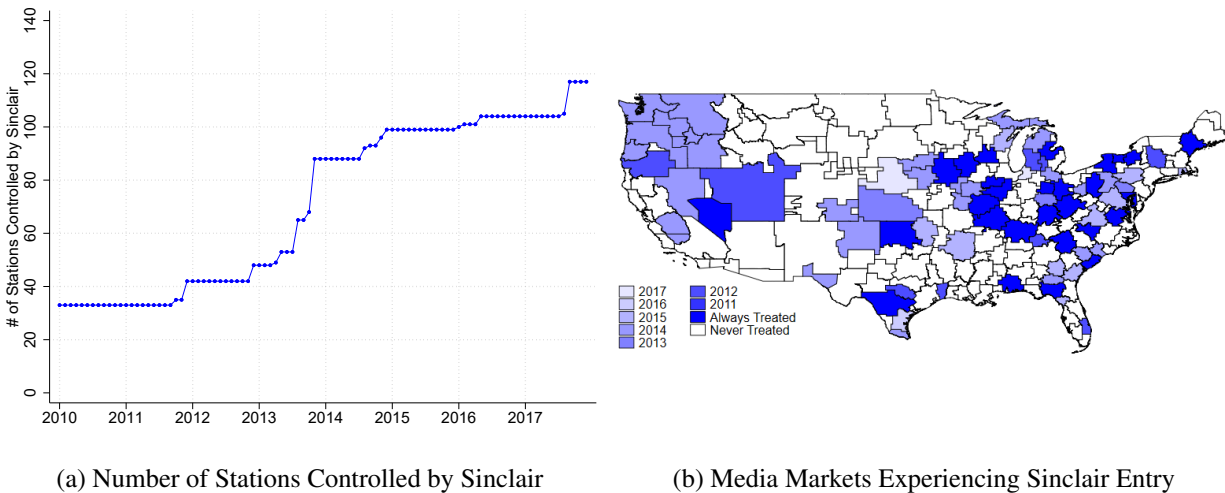 # of Stations Controlled by Sinclair
140
120
100
80
60
40
20
0
2010 2011 2012 2013 2014 2015 2016 2017
2017
2016
2015
2014
2013
2012
2011
Always Treated
Never Treated
(a) Number of Stations Controlled by Sinclair
(b) Media Markets Experiencing Sinclair Entry